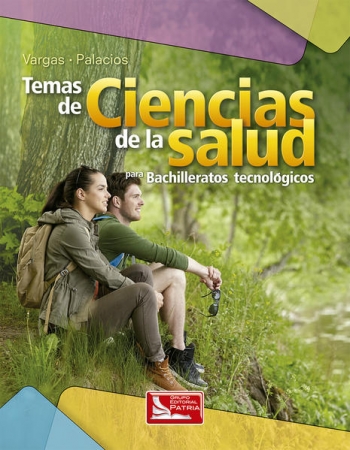 Vargas • Palacios
Temas
de Ciencias
de la salud
para Bachilleratos tecnológicos
GRUPO
EDITORIAL
PATRIA